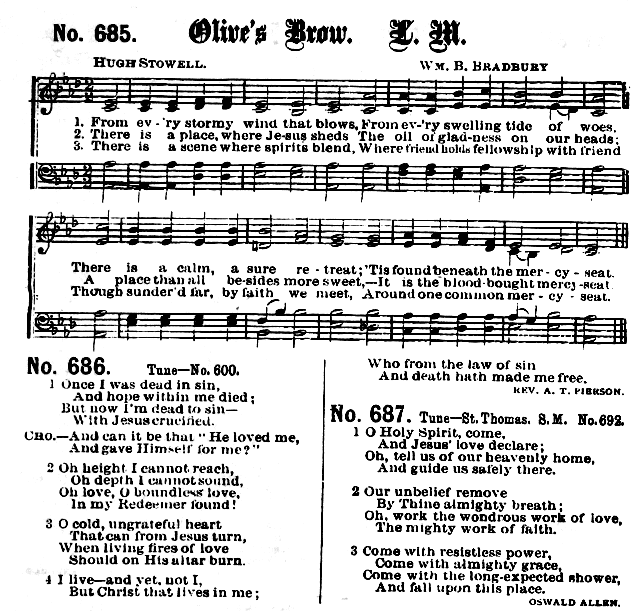 No. 685. Olive's Brow. L. M.
HUGH STOWELL. WM. B. BRADBURY
1. From ev-'ry stormy wind that blows, From ev-'ry swelling tide of woes,
2. There is a place, where Je-sus sheds The oil of glad-ness on our heads;
3. There is a scene where spirits blend, Where friend holds fellowship with friend
There is a calm, a sure re-treat; 'Tis found beneath the mer-cy-seat.
A place than all be-sides more sweet,—It is the blood-bought mercy-seat.
Though sunder'd far, by faith we meet, Around one common mer-cy-seat.
No. 686. Tune—No. 600.
1 Once I was dead in sin,
And hope within me died;
But now I'm dead to sin—
With Jesus crucified.
CHO.—And can it be that "He loved me,
And gave Himself for me?"
2 Oh height I cannot reach,
Oh depth I cannot sound,
Oh love, O boundless love,
In my Redeemer found!
3 O cold, ungrateful heart
That can from Jesus turn,
When living fires of love
Should on His altar burn.
4 I live—and yet, not I,
But Christ that lives in me;
Who from the law of sin
And death hath made me free.
REV. A. T. PIERSON.
No. 687. Tune—St. Thomas. S. M. No. 692.
1 O Holy Spirit, come,
And Jesus' love declare;
Oh, tell us of our heavenly home,
And guide us safely there.
2 Our unbelief remove
By Thine almighty breath;
Oh, work the wondrous work of love,
The mighty work of faith.
3 Come with resistless power,
Come with almighty grace,
Come with the long-expected shower,
And fall upon this place.
OSWALD ALLEN.